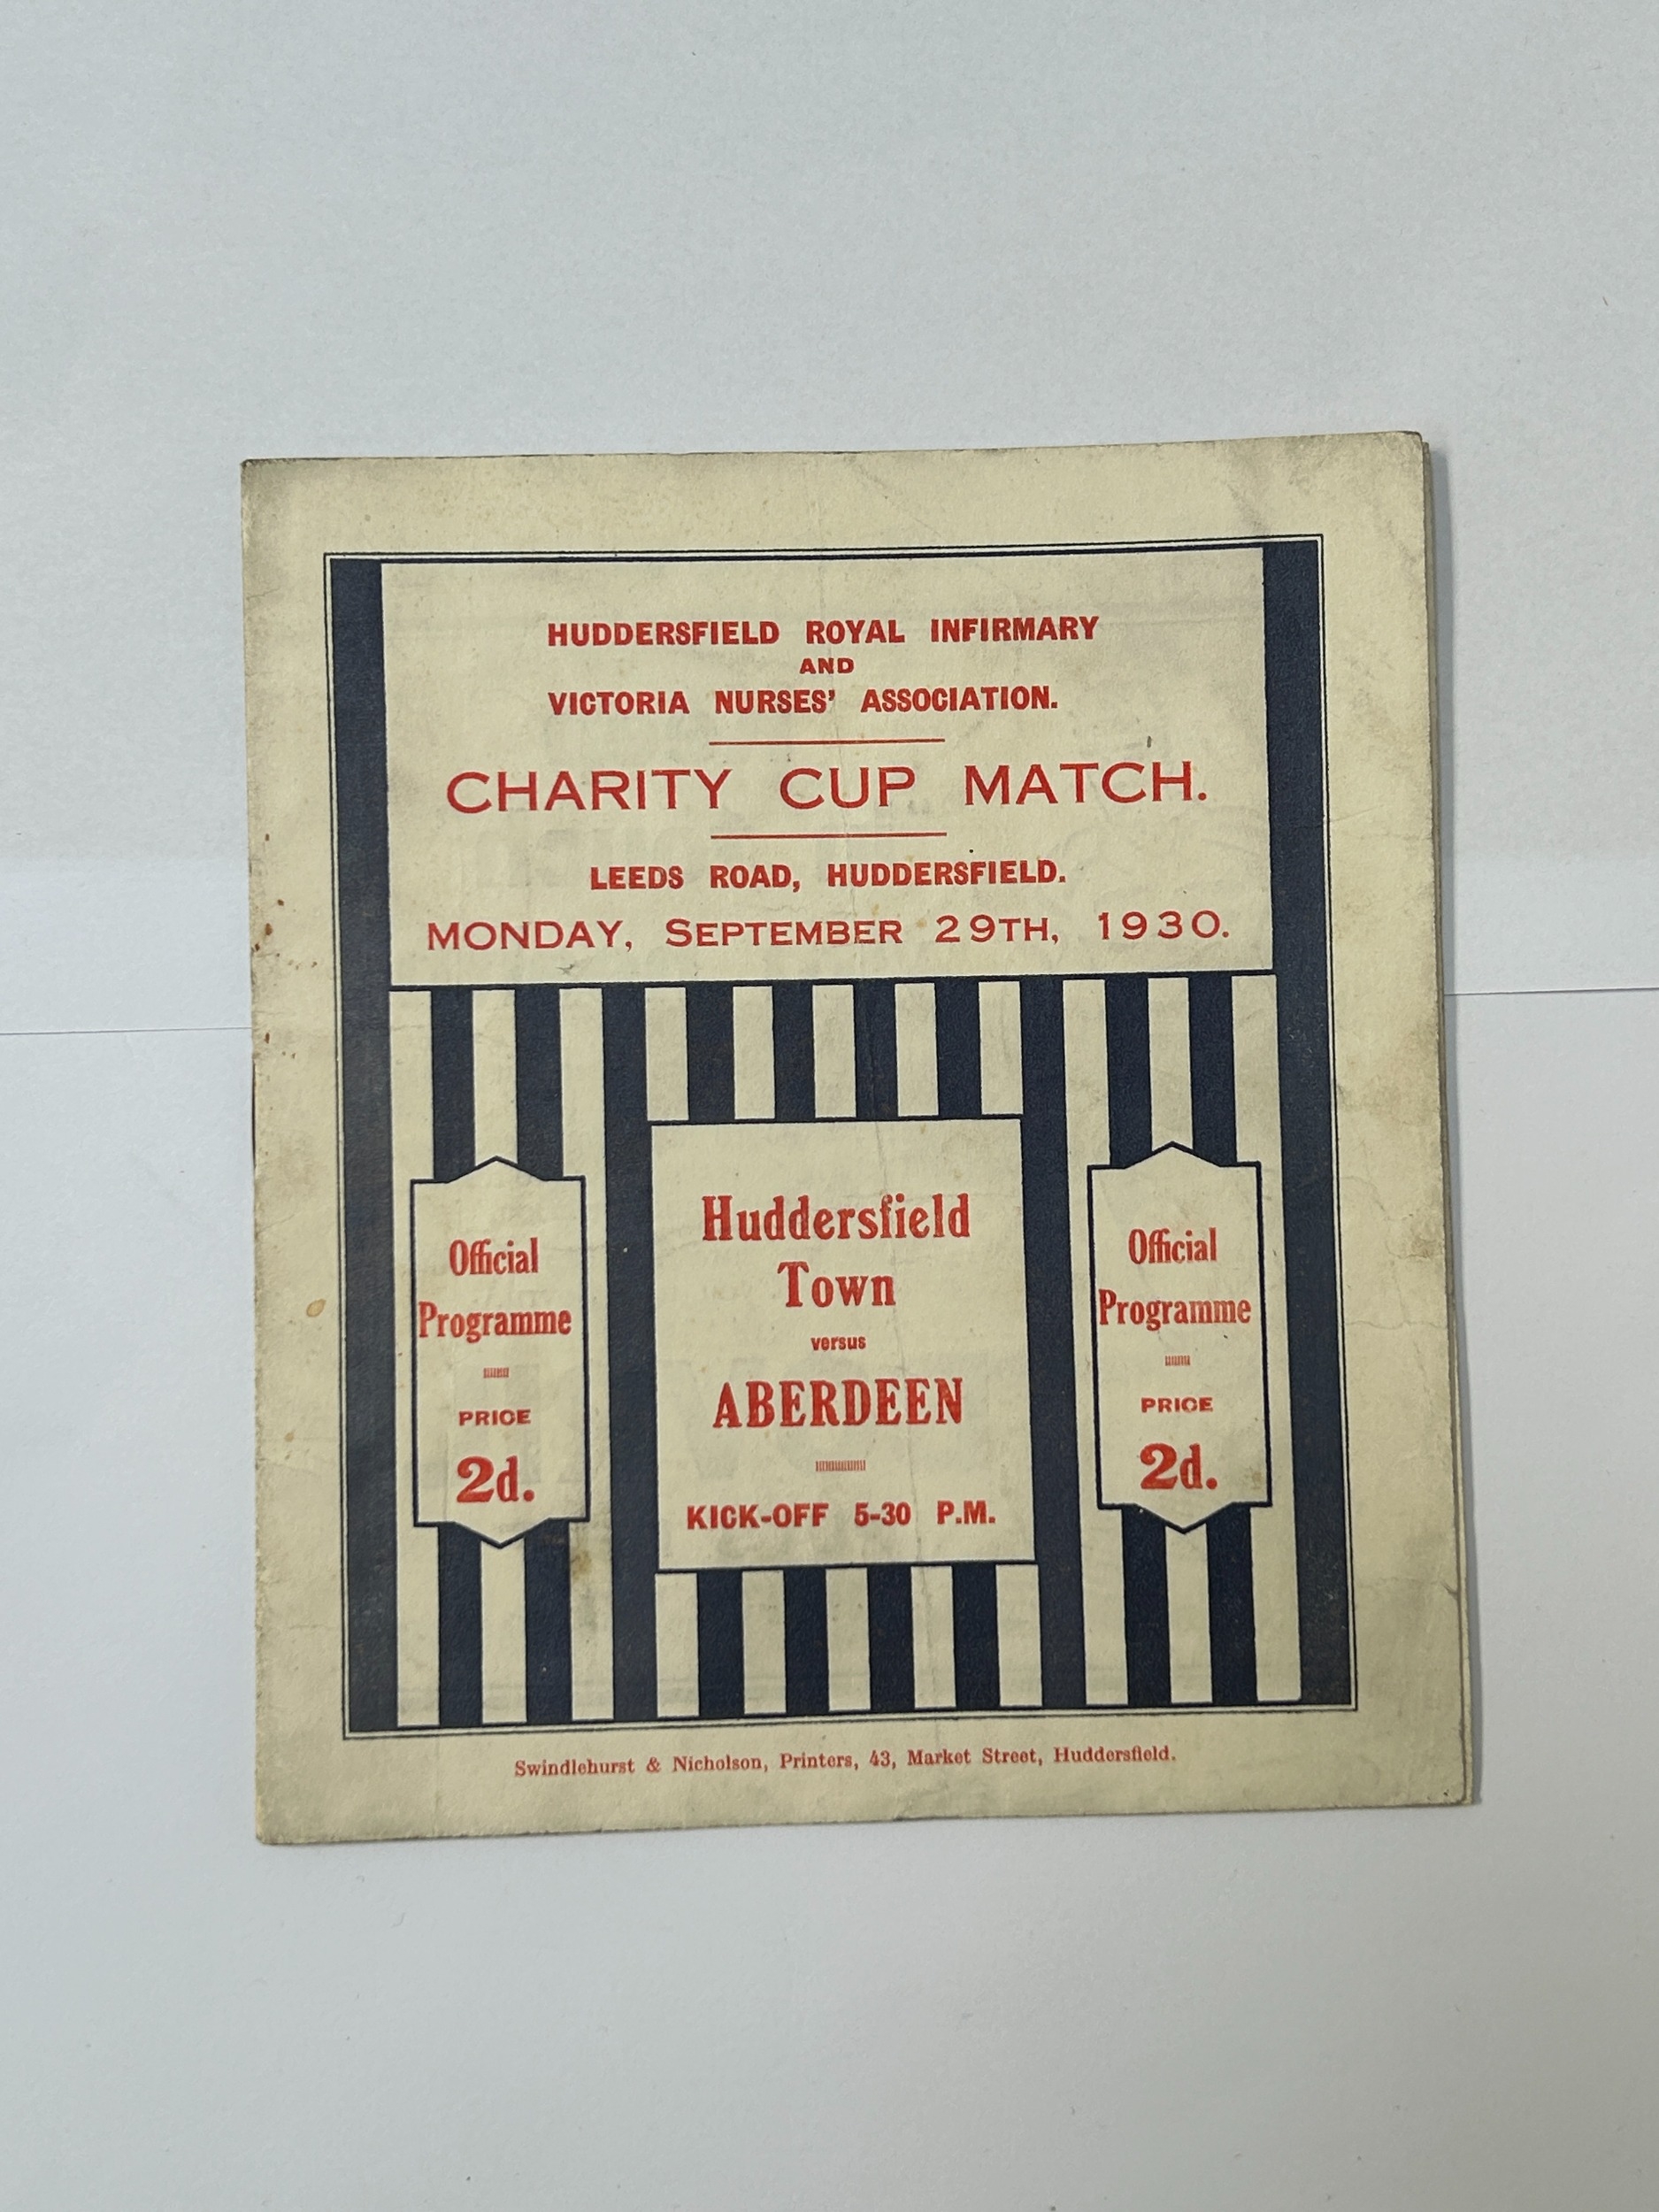 HUDDERSFIELD ROYAL INFIRMARY
AND
VICTORIA NURSES' ASSOCIATION.
CHARITY CUP MATCH.
LEEDS ROAD, HUDDERSFIELD.
MONDAY, SEPTEMBER 29TH, 1930.
Official
Programme
PRICE
2d.
Huddersfield
Town
versus
ABERDEEN
KICK-OFF 5-30 P.M.
Official
Programme
PRICE
2d.
Swindlehurst & Nicholson, Printers, 43, Market Street, Huddersfield.